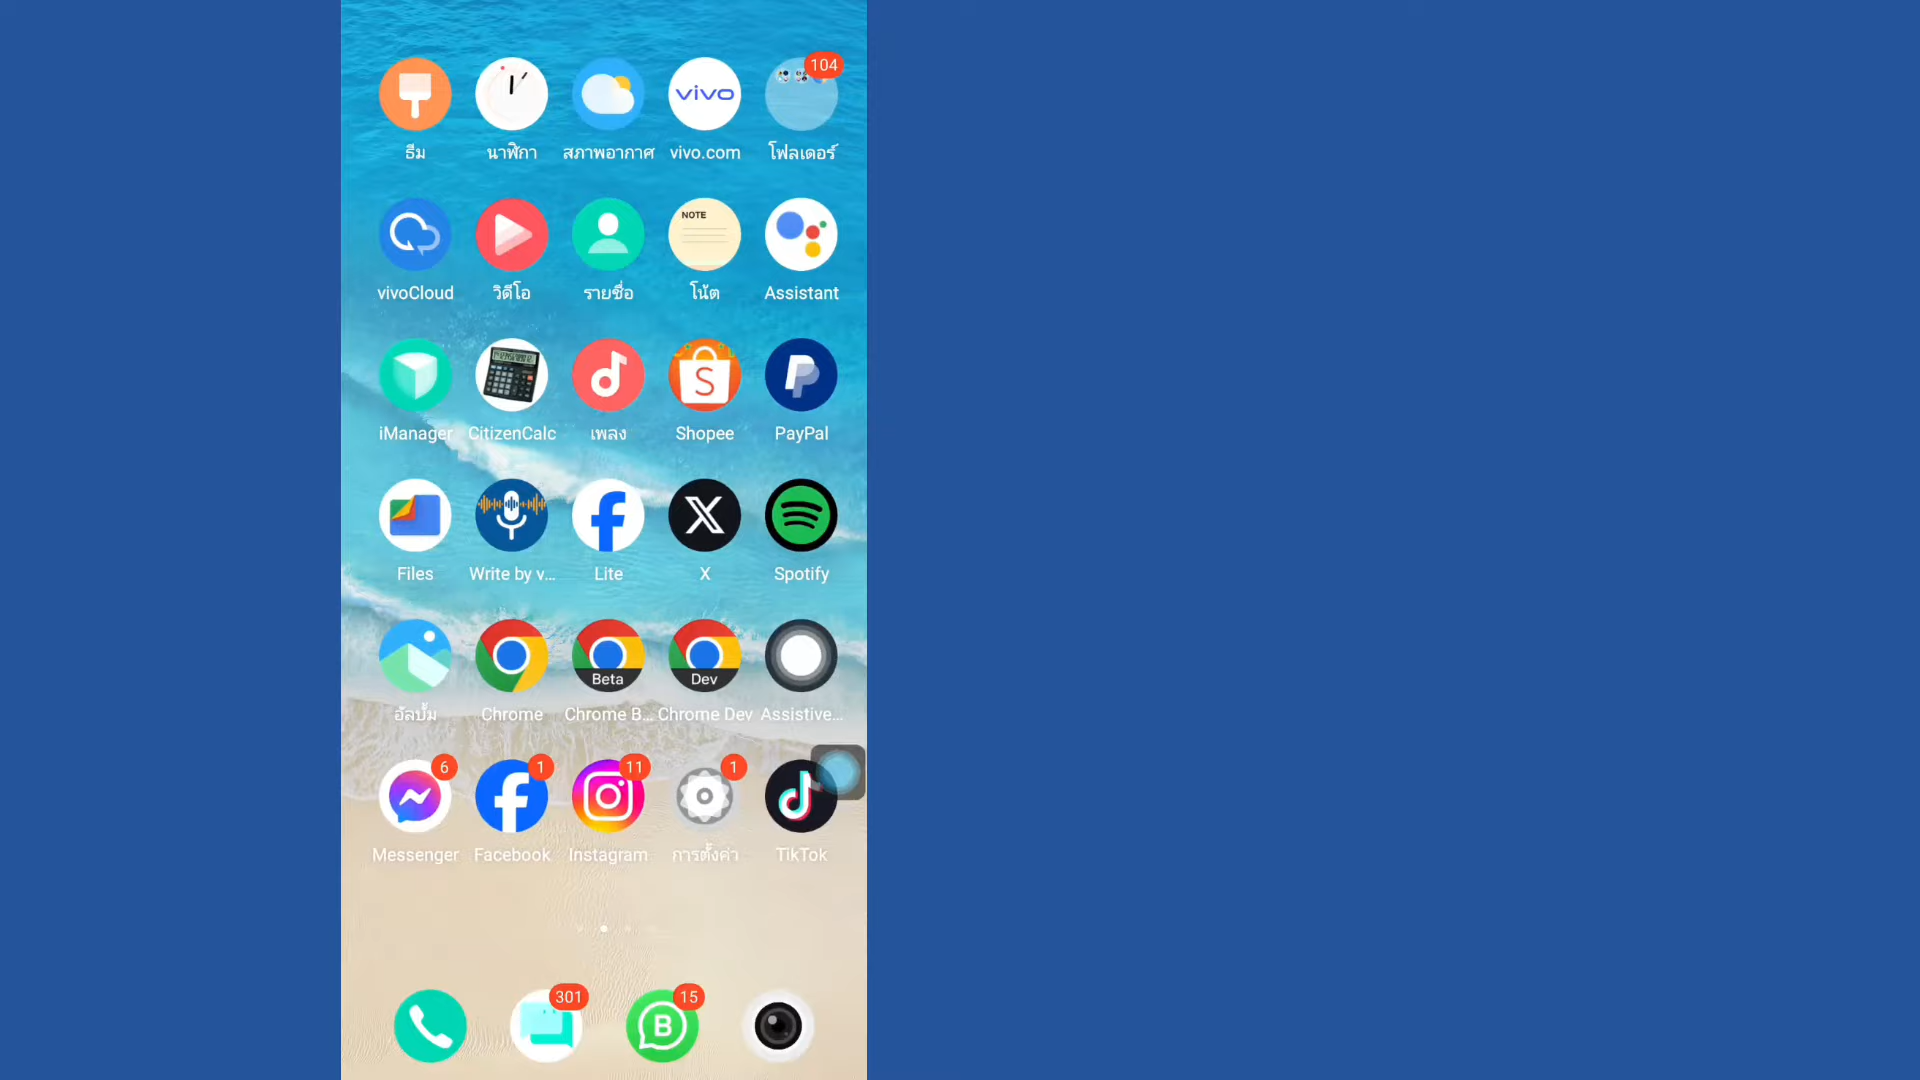 104
vivo
ธีม นาฬิกา สภาพอากาศ vivo.com โฟลเดอร์
NOTE
vivoCloud วิดีโอ รายชื่อ โน้ต Assistant
iManager CitizenCalc เพลง Shopee PayPal
Files Write by v... Lite X Spotify
Beta Dev
อัลบั้ม Chrome Chrome B... Chrome Dev Assistive...
6 1 11 1
Messenger Facebook Instagram การตั้งค่า TikTok
301 15
B